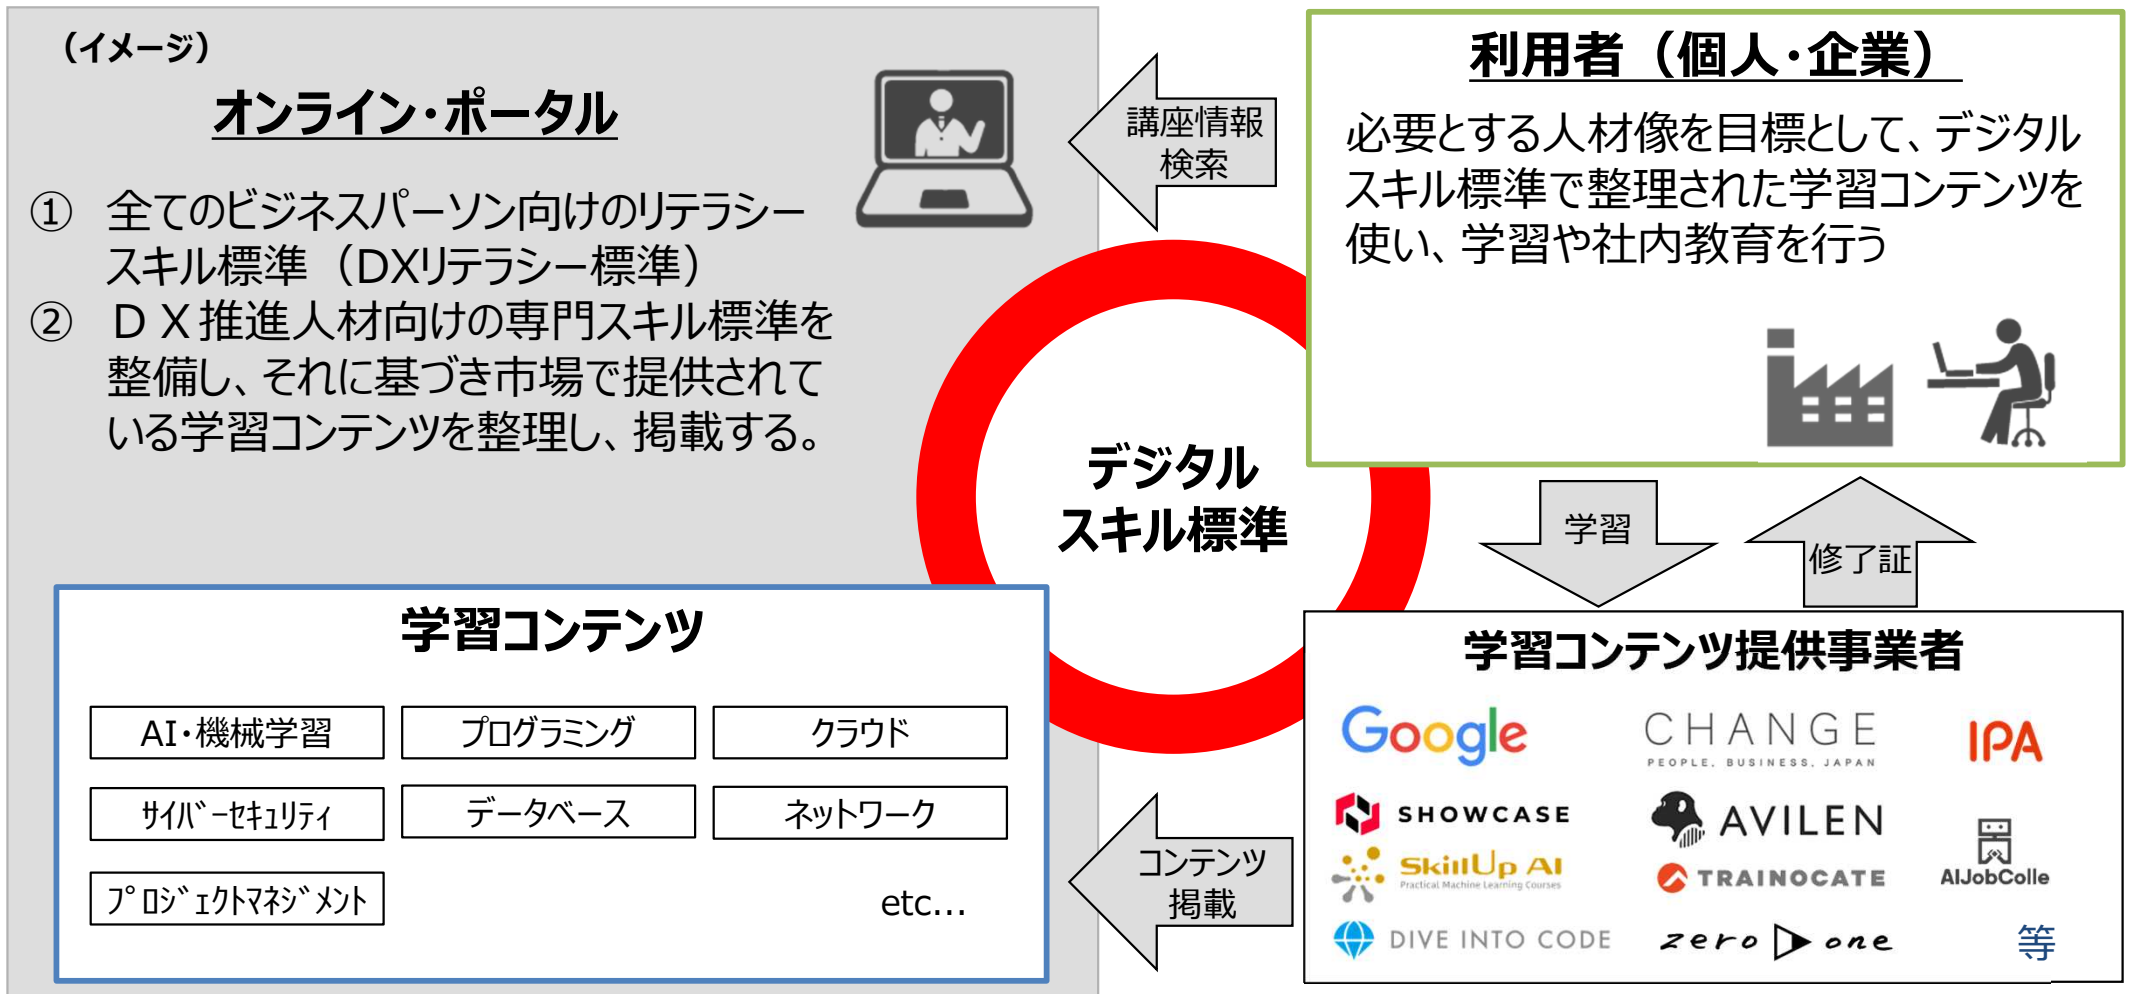 （イメージ）
オンライン・ポータル
① 全てのビジネスパーソン向けのリテラシー
スキル標準（DXリテラシー標準）
② ＤＸ推進人材向けの専門スキル標準を
整備し、それに基づき市場で提供されて
いる学習コンテンツを整理し、掲載する。
講座情報
検索
利用者（個人・企業）
必要とする人材像を目標として、デジタル
スキル標準で整理された学習コンテンツを
使い、学習や社内教育を行う
デジタル
スキル標準
学習
修了証
学習コンテンツ
AI・機械学習
プログラミング
クラウド
ｻｲﾊﾞｰｾｷｭﾘﾃｨ
データベース
ネットワーク
ﾌﾟﾛｼﾞｪｸﾄﾏﾈｼﾞﾒﾝﾄ
etc…
コンテンツ
掲載
学習コンテンツ提供事業者
Google
CHANGE
PEOPLE, BUSINESS, JAPAN
IPA
SHOWCASE
AVILEN
SkillUp AI
Practical Machine Learning Courses
TRAINOCATE
AIJobColle
DIVE INTO CODE
zero one
等